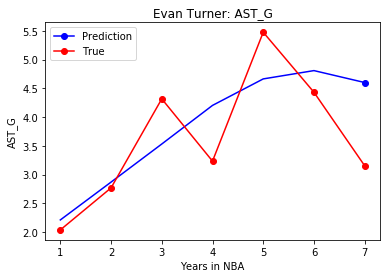 Evan Turner: AST_G
Prediction
True
AST_G
5.5
5.0
4.5
4.0
3.5
3.0
2.5
2.0
1 2 3 4 5 6 7
Years in NBA